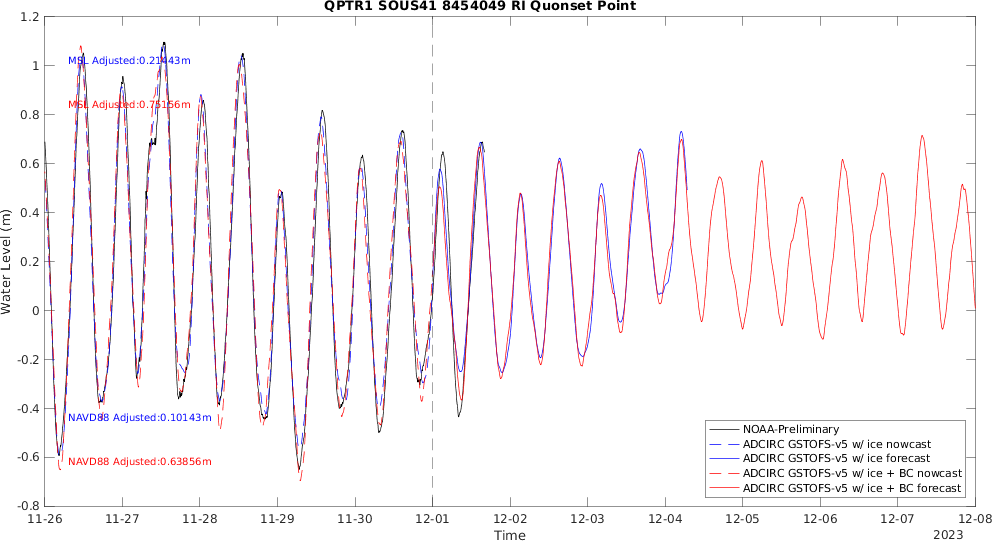 QPTR1 SOUS41 8454049 RI Quonset Point
1.2
1
0.8
0.6
0.4
0.2
0
-0.2
-0.4
-0.6
-0.8
Water Level (m)
MSL Adjusted:0.21443m
MSL Adjusted:0.75156m
NAVD88 Adjusted:0.10143m
NAVD88 Adjusted:0.63856m
NOAA-Preliminary
ADCIRC GSTOFS-v5 w/ ice nowcast
ADCIRC GSTOFS-v5 w/ ice forecast
ADCIRC GSTOFS-v5 w/ ice + BC nowcast
ADCIRC GSTOFS-v5 w/ ice + BC forecast
11-26 11-27 11-28 11-29 11-30 12-01 12-02 12-03 12-04 12-05 12-06 12-07 12-08
Time
2023